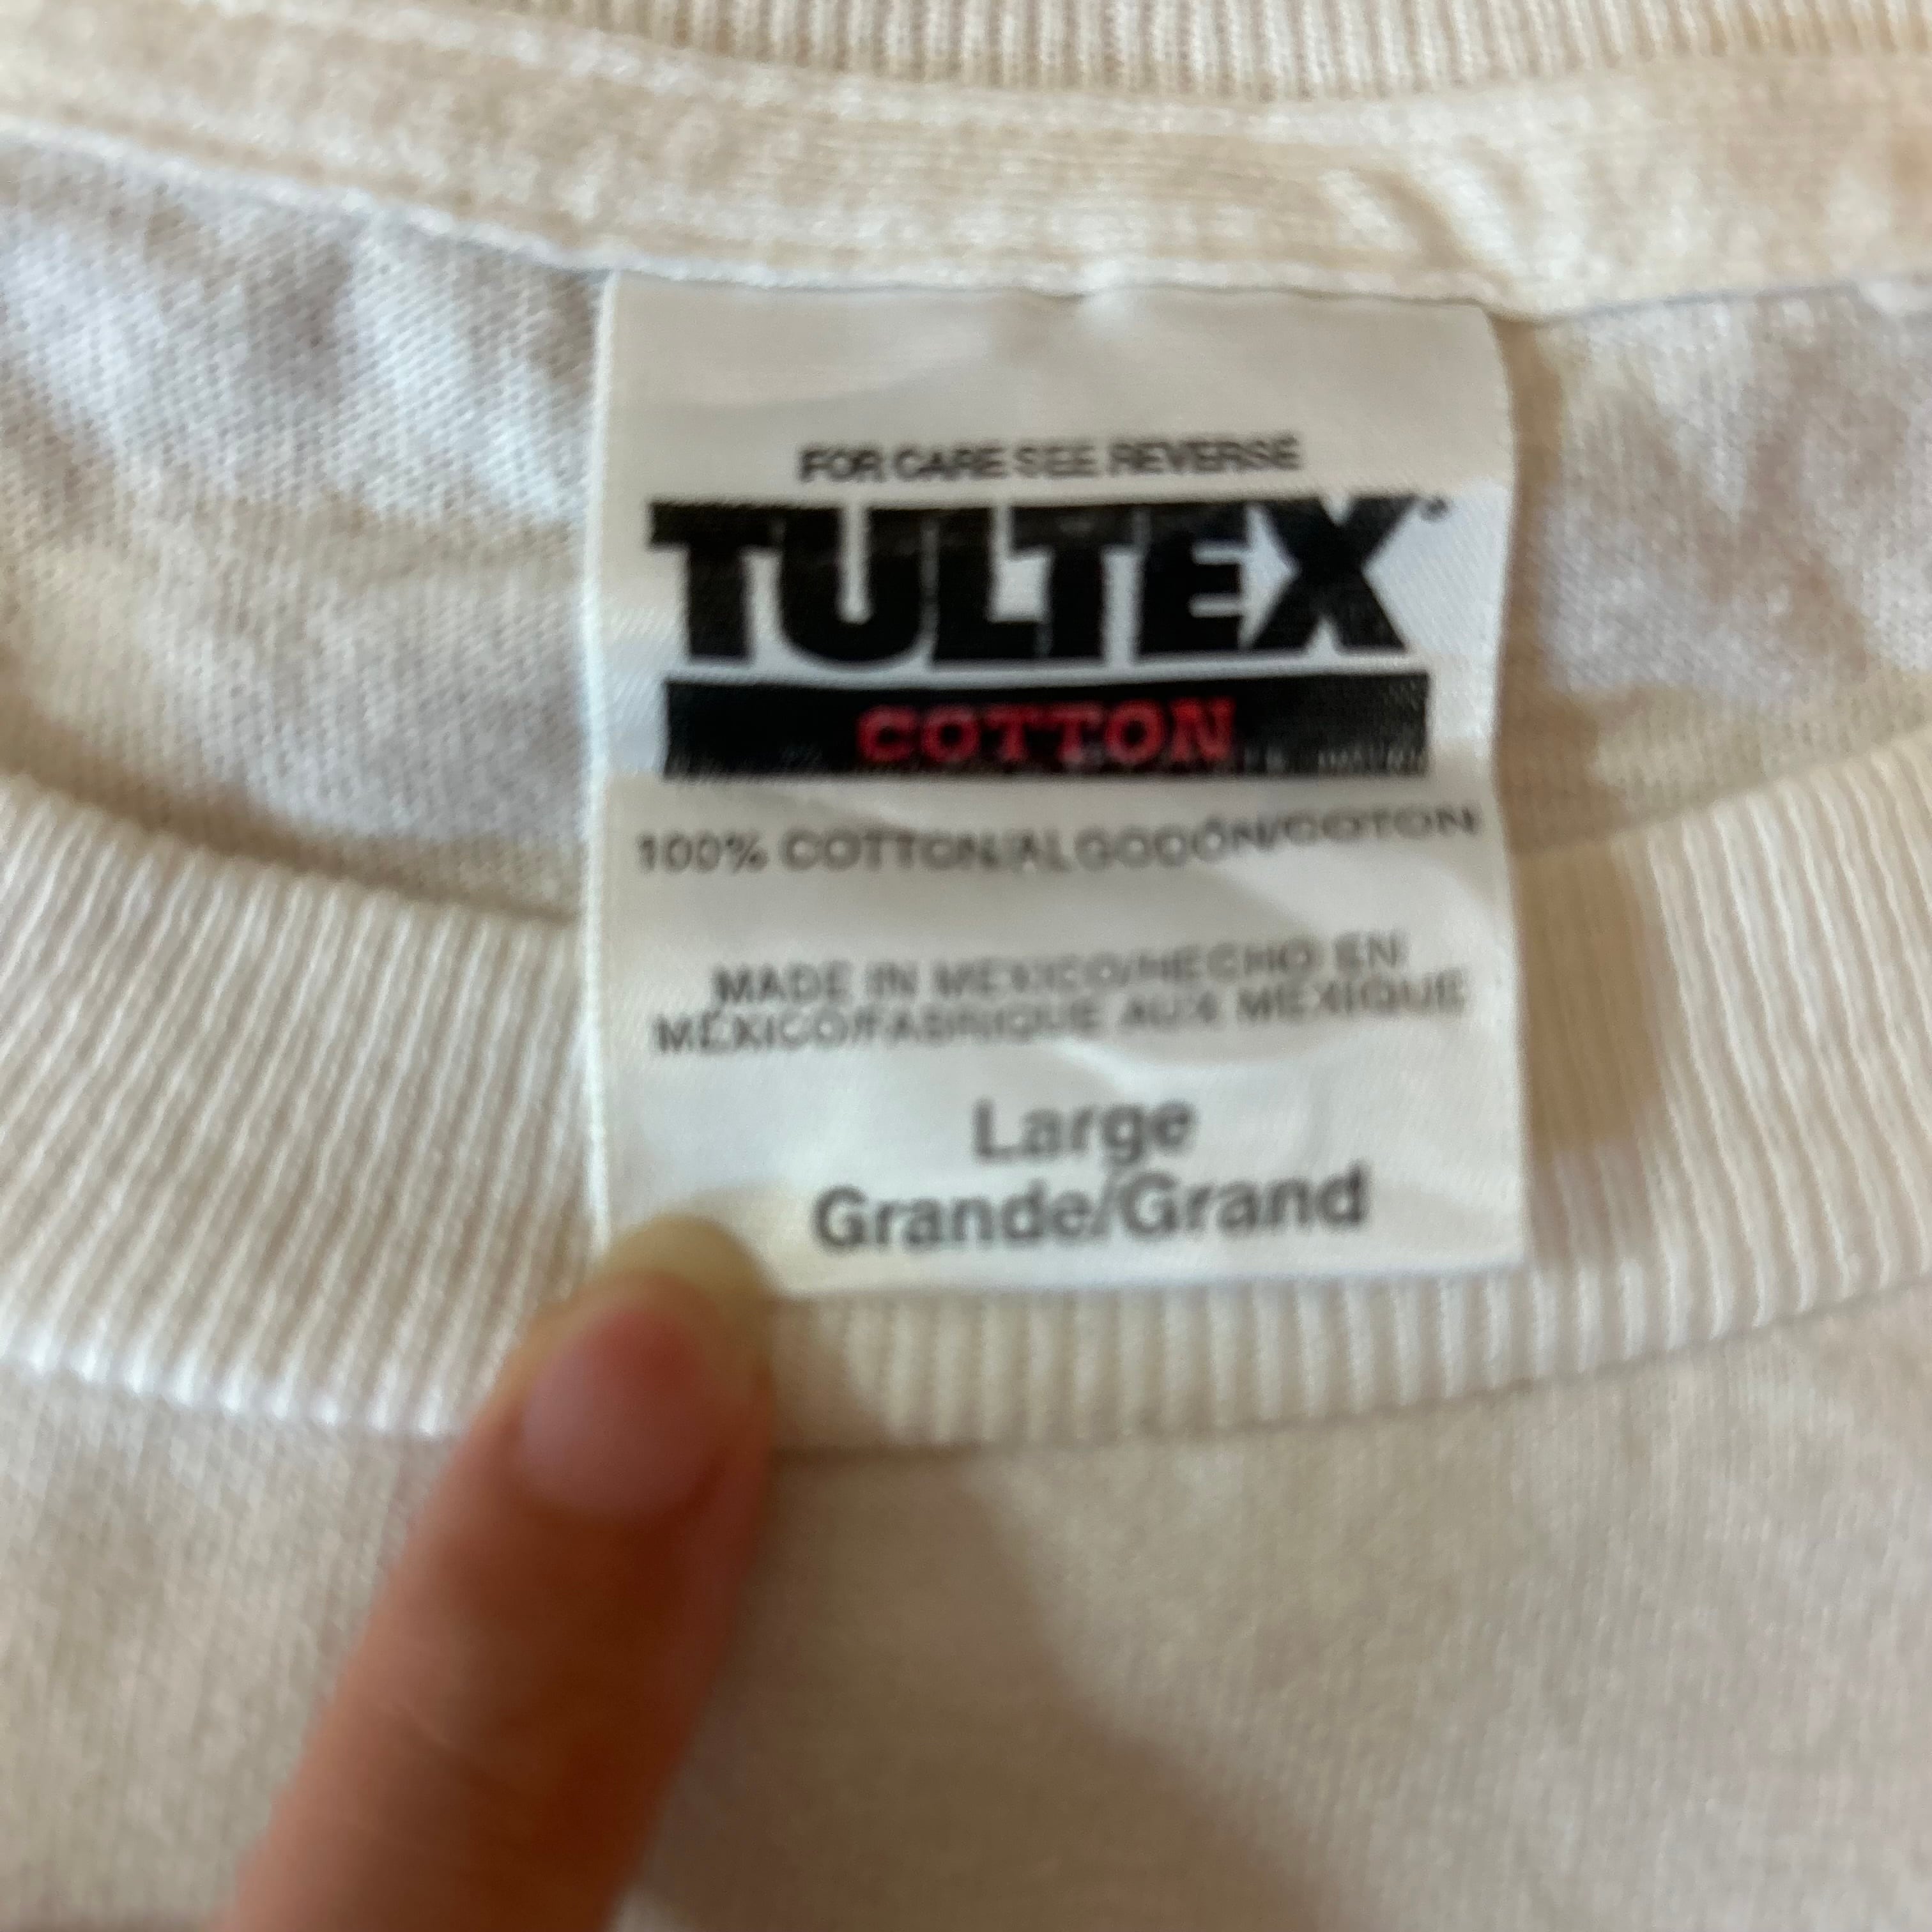 FOR CARE SEE REVERSE
TULTEX
COTTON
100% COTTON/ALGODÓN/COTON
MADE IN MEXICO/HECHO EN
MÉXICO/FABRIQUE AUX MEXIQUE
Large
Grande/Grand